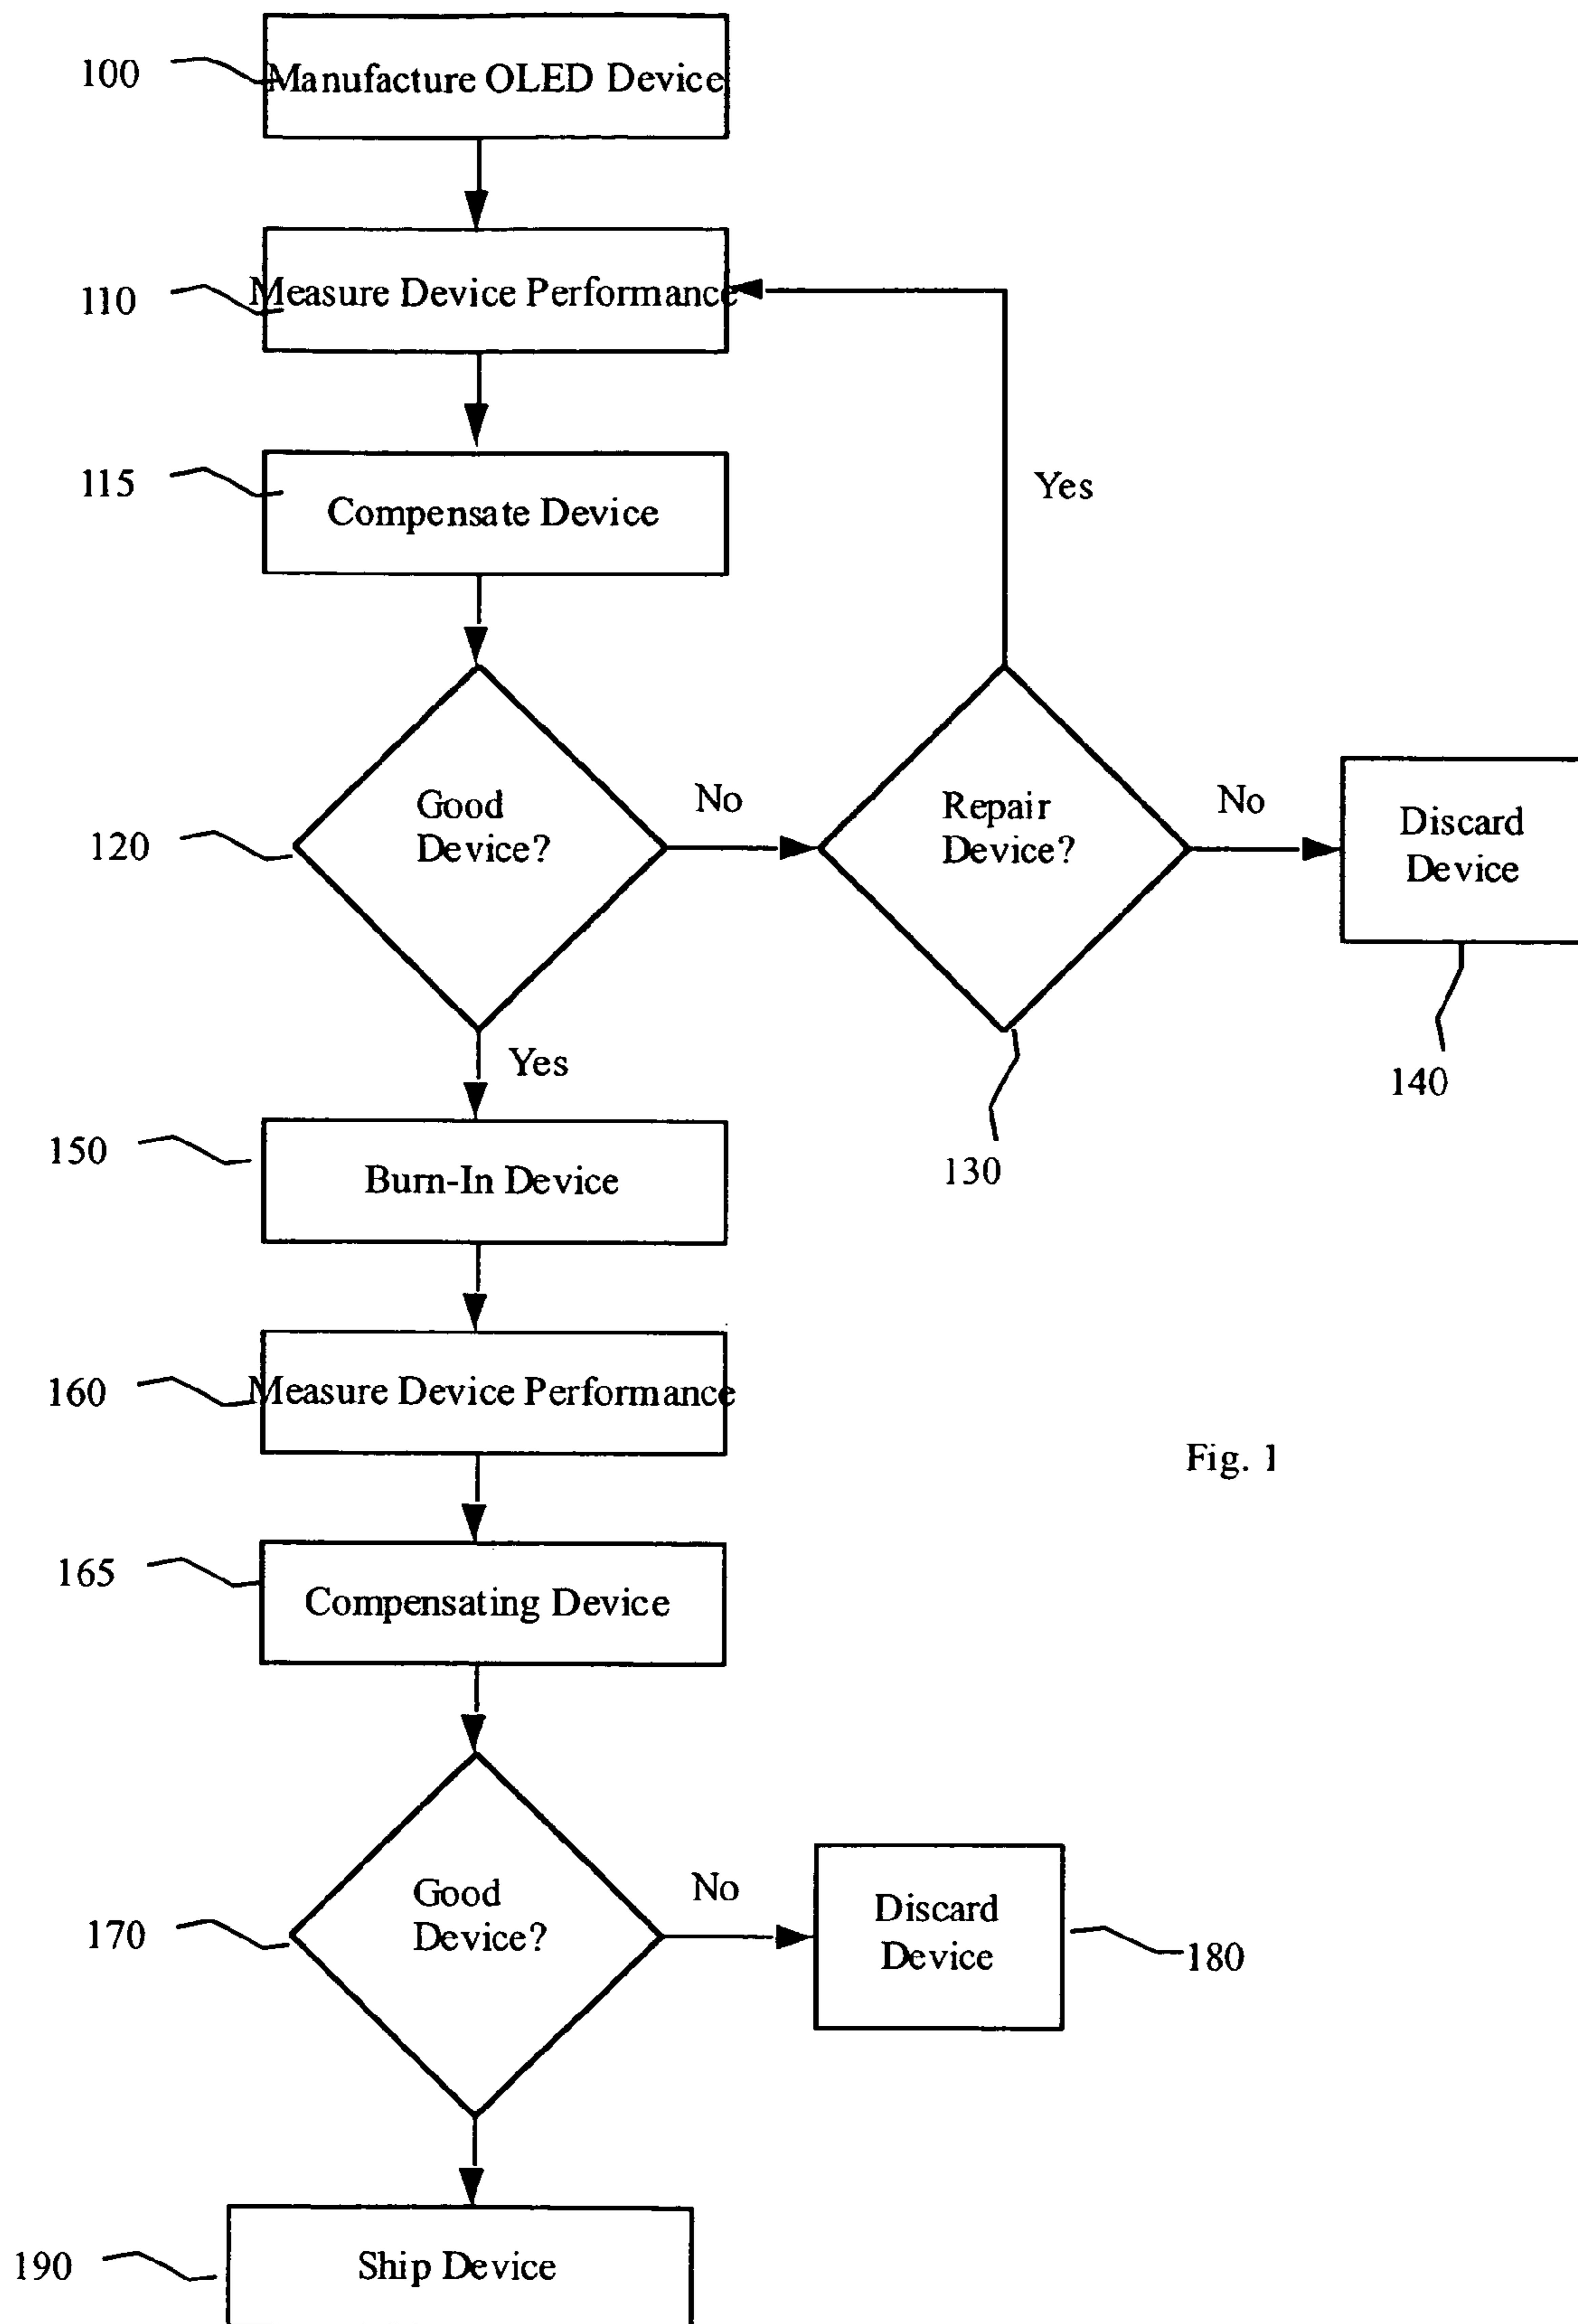 100
Manufacture OLED Device
110
Measure Device Performance
115
Compensate Device
Yes
120
Good
Device?
No
Repair
Device?
No
Discard
Device
140
130
Yes
150
Burn-In Device
160
Measure Device Performance
Fig. 1
165
Compensating Device
170
Good
Device?
No
Discard
Device
180
190
Ship Device